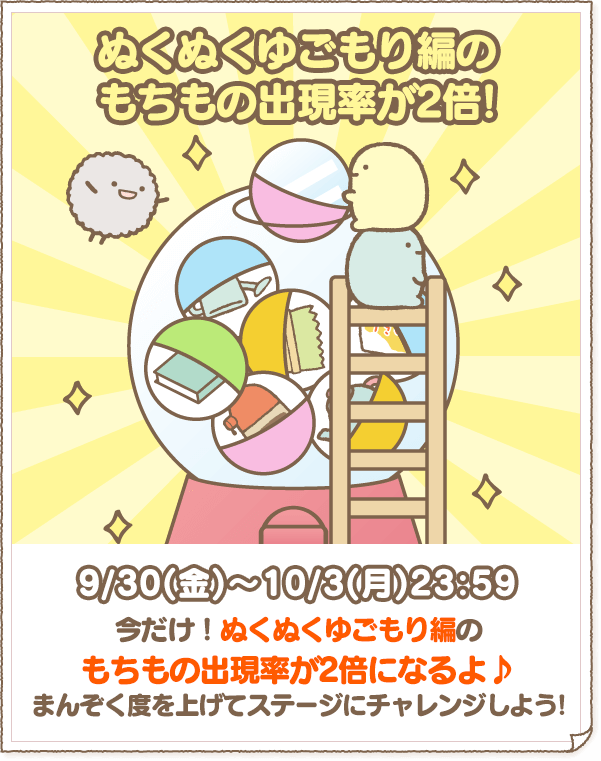 ぬくぬくゆごもり編の
もちもの出現率が2倍!
9/30(金)～10/3(月)23:59
今だけ！ぬくぬくゆごもり編の
もちもの出現率が2倍になるよ♪
まんぞく度を上げてステージにチャレンジしよう!